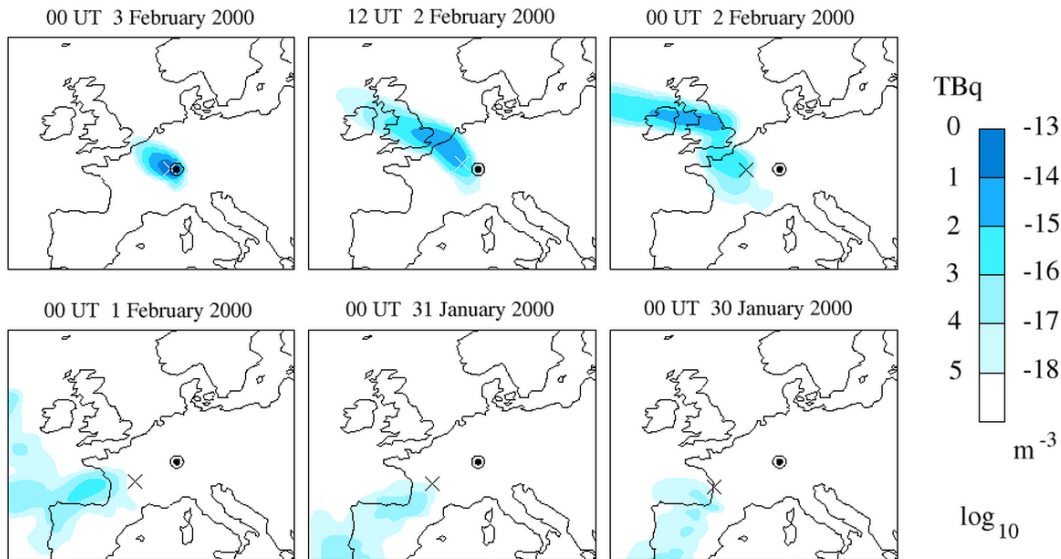 00 UT 3 February 2000
12 UT 2 February 2000
00 UT 2 February 2000
TBq
0 -13
1 -14
2 -15
3 -16
4 -17
5 -18
m⁻³
log₁₀
00 UT 1 February 2000
00 UT 31 January 2000
00 UT 30 January 2000